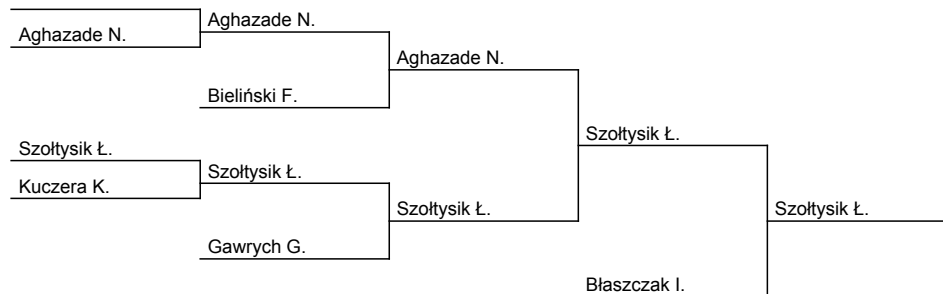 Aghazade N.
Aghazade N.
Aghazade N.
Bieliński F.
Szołtysik Ł.
Szołtysik Ł.
Szołtysik Ł.
Kuczera K.
Szołtysik Ł.
Szołtysik Ł.
Gawrych G.
Błaszczak I.